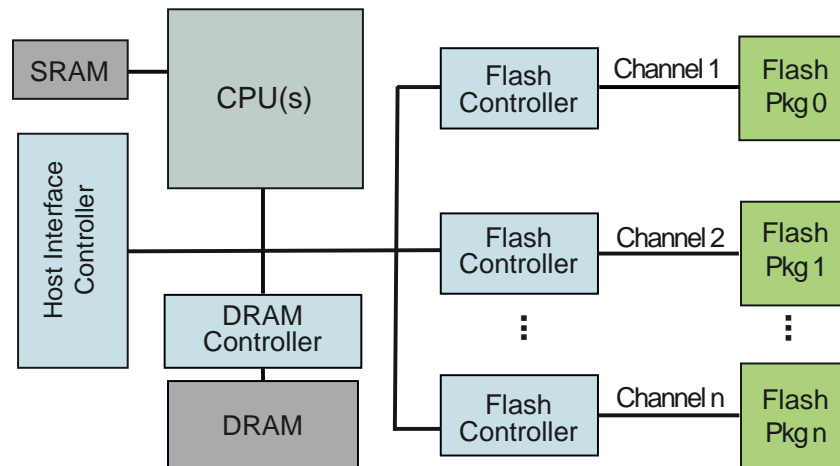 SRAM
CPU(s)
Host Interface
Controller
DRAM
Controller
DRAM
Flash
Controller
Channel 1
Flash
Pkg 0
Flash
Controller
Channel 2
Flash
Pkg 1
Flash
Controller
Channel n
Flash
Pkg n